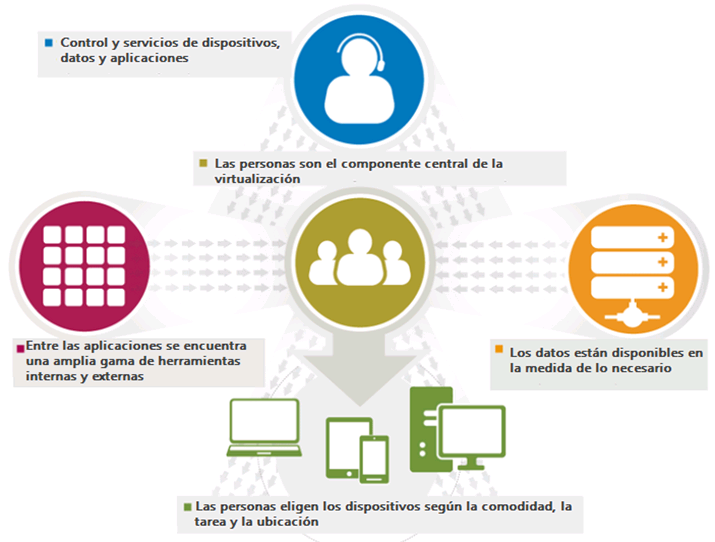 Control y servicios de dispositivos,
datos y aplicaciones
Las personas son el componente central de la
virtualización
Entre las aplicaciones se encuentra
una amplia gama de herramientas
internas y externas
Los datos están disponibles en
la medida de lo necesario
Las personas eligen los dispositivos según la comodidad, la
tarea y la ubicación